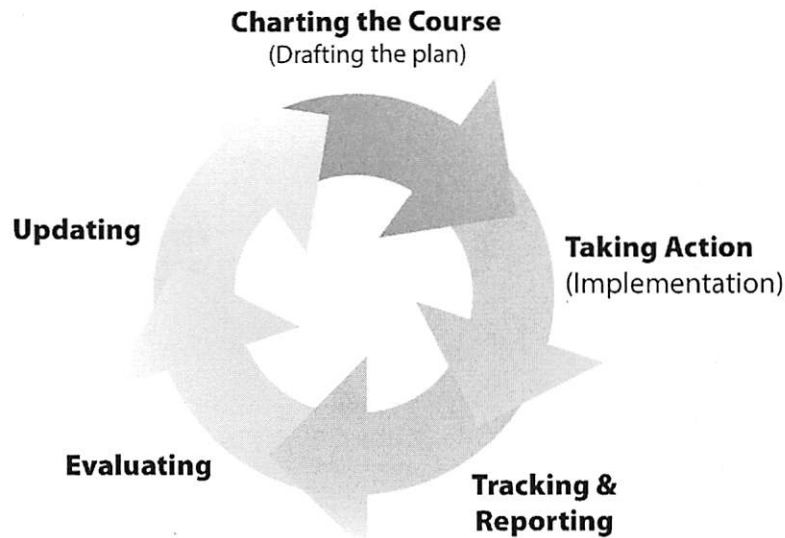 Charting the Course
(Drafting the plan)
Taking Action
(Implementation)
Tracking &
Reporting
Evaluating
Updating